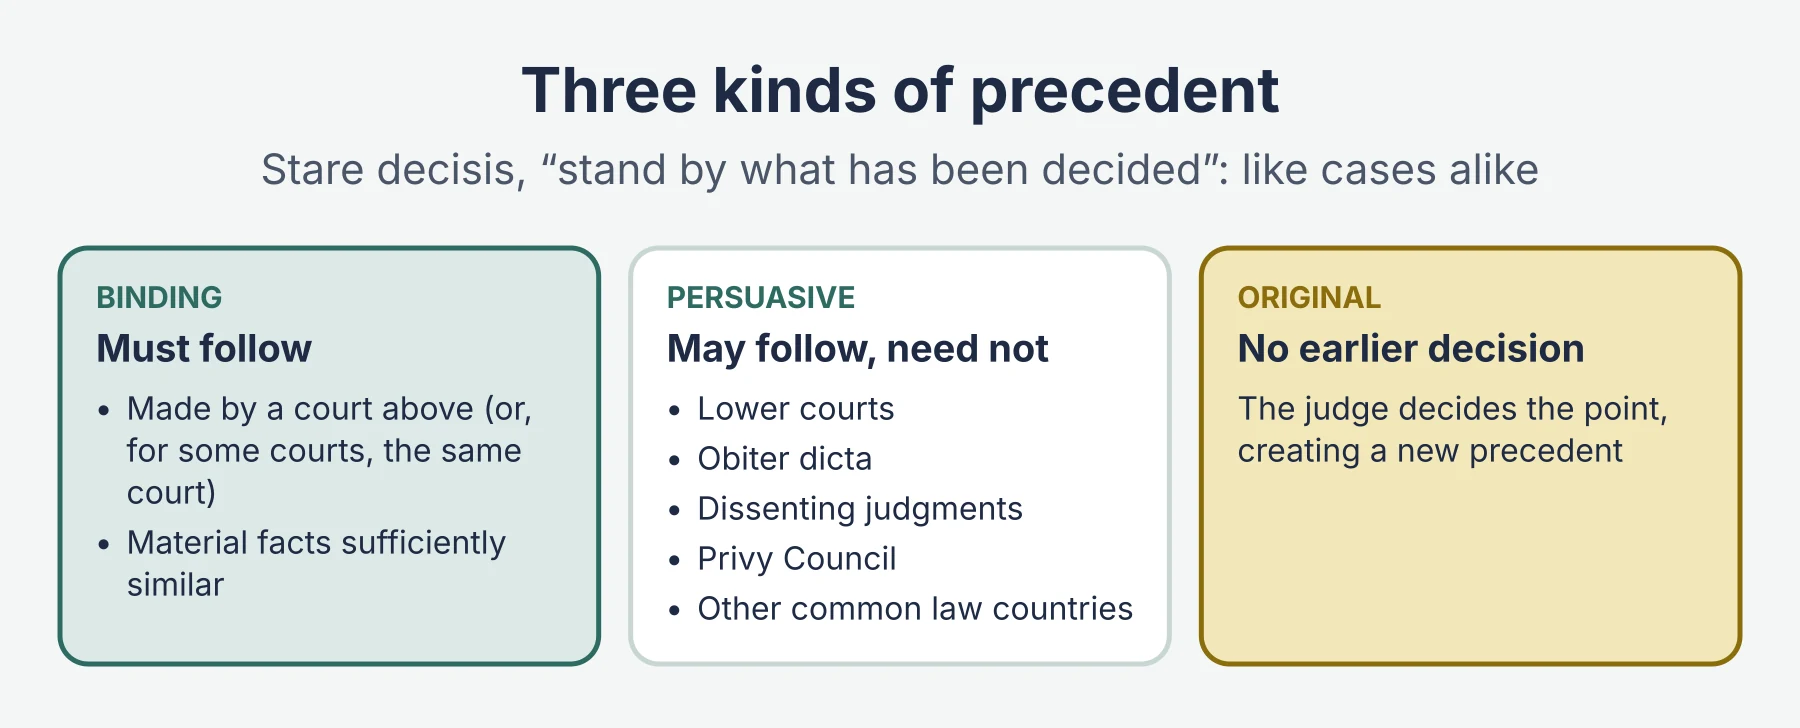 Three kinds of precedent
Stare decisis, “stand by what has been decided”: like cases alike
BINDING
Must follow
• Made by a court above (or,
for some courts, the same
court)
• Material facts sufficiently
similar
PERSUASIVE
May follow, need not
• Lower courts
• Obiter dicta
• Dissenting judgments
• Privy Council
• Other common law countries
ORIGINAL
No earlier decision
The judge decides the point,
creating a new precedent